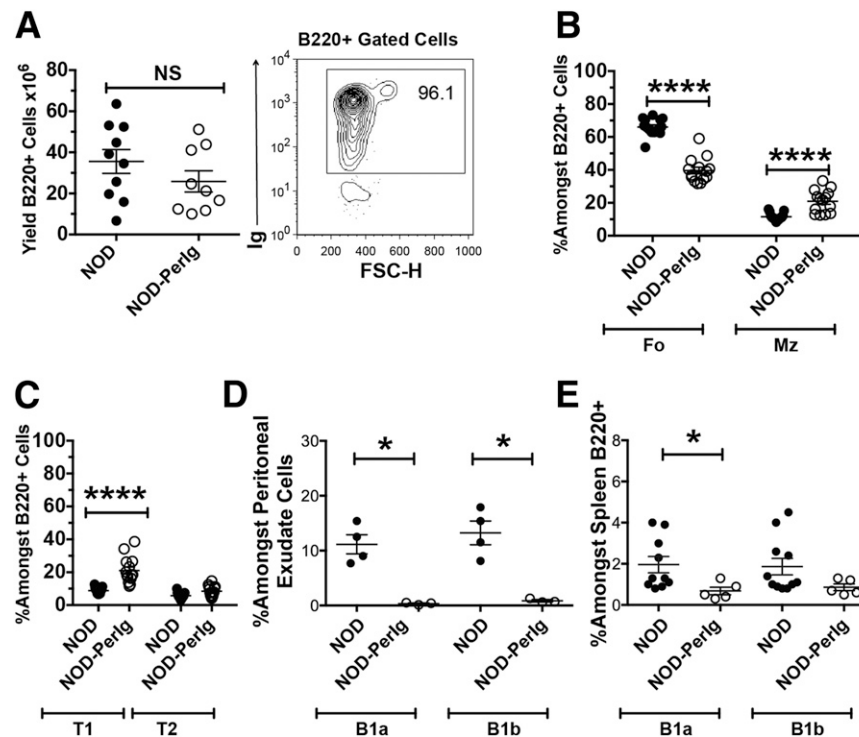 A
B220+ Gated Cells
Yield B220+ Cells x10⁶
80
60
40
20
0
NS
NOD
NOD-PerIg
Ig
10⁴
10³
10²
10¹
10⁰
96.1
0 200 400 600 800 1000
FSC-H
B
%Amongst B220+ Cells
100
80
60
40
20
0
****
****
NOD
NOD-PerIg
NOD
NOD-PerIg
Fo
Mz
C
%Amongst B220+ Cells
100
80
60
40
20
0
****
NOD
NOD-PerIg
NOD
NOD-PerIg
T1
T2
D
%Amongst Peritoneal
Exudate Cells
30
20
10
0
*
*
NOD
NOD-PerIg
NOD
NOD-PerIg
B1a
B1b
E
%Amongst Spleen B220+
8
6
4
2
0
*
NOD
NOD-PerIg
NOD
NOD-PerIg
B1a
B1b